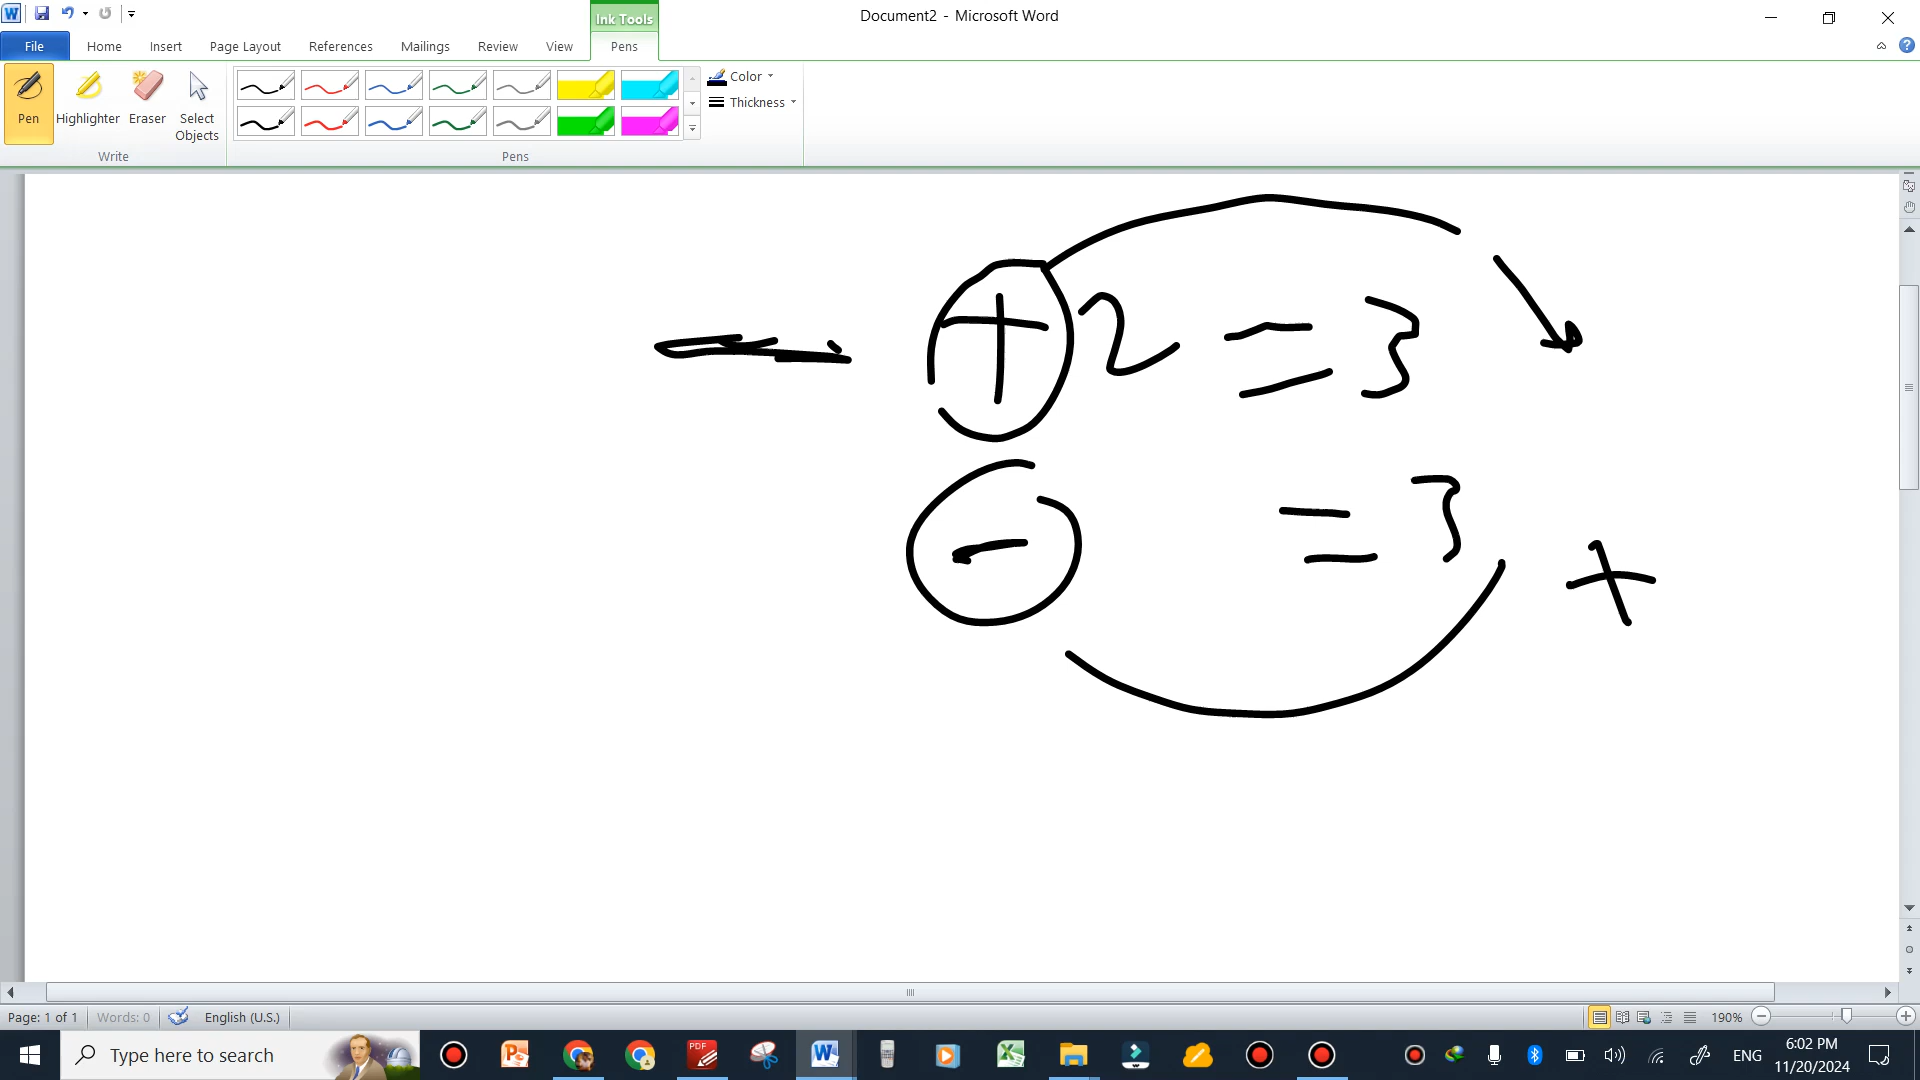 Document2 - Microsoft Word
Ink Tools
File Home Insert Page Layout References Mailings Review View Pens
Pen Highlighter Eraser Select Objects
Color
Thickness
Write Pens
+ 2 = 3
- = 3
+
Page: 1 of 1 Words: 0 English (U.S.) 190%
Type here to search
PDF
ENG
6:02 PM
11/20/2024